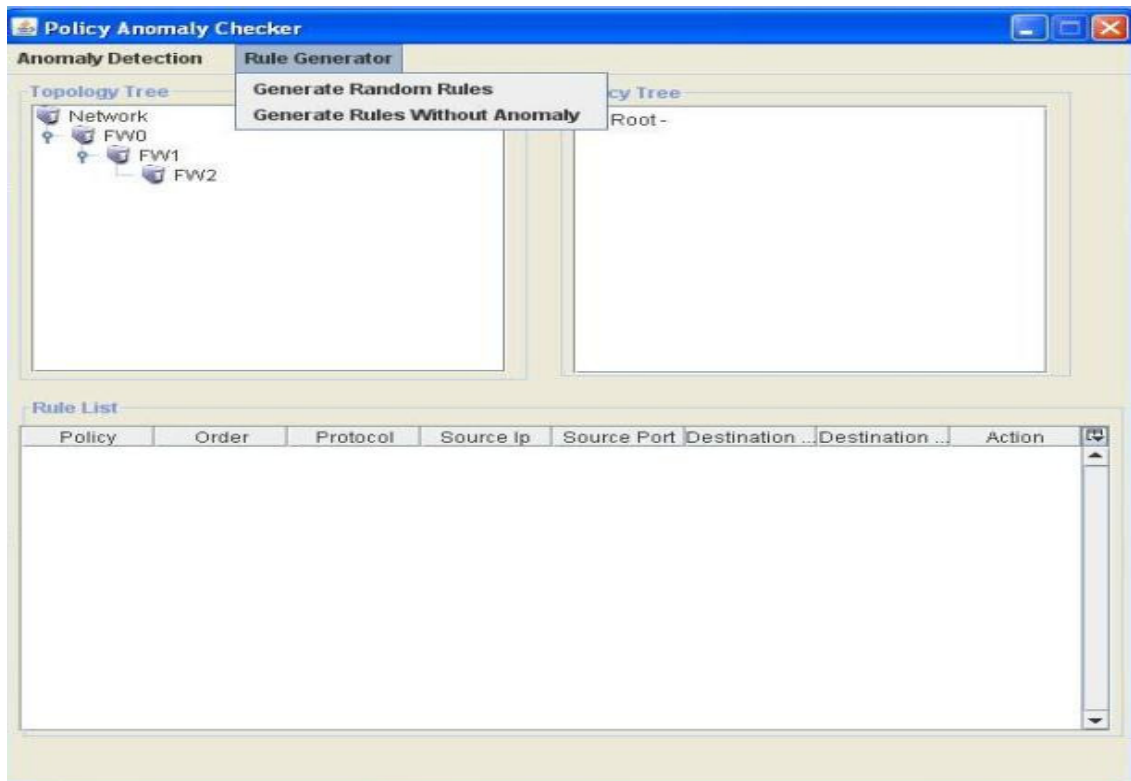 Policy Anomaly Checker
Anomaly Detection Rule Generator
Generate Random Rules
Generate Rules Without Anomaly
Topology Tree
cy Tree
Network
FW0
FW1
FW2
Root-
Rule List
Policy Order Protocol Source Ip Source Port Destination ... Destination ... Action